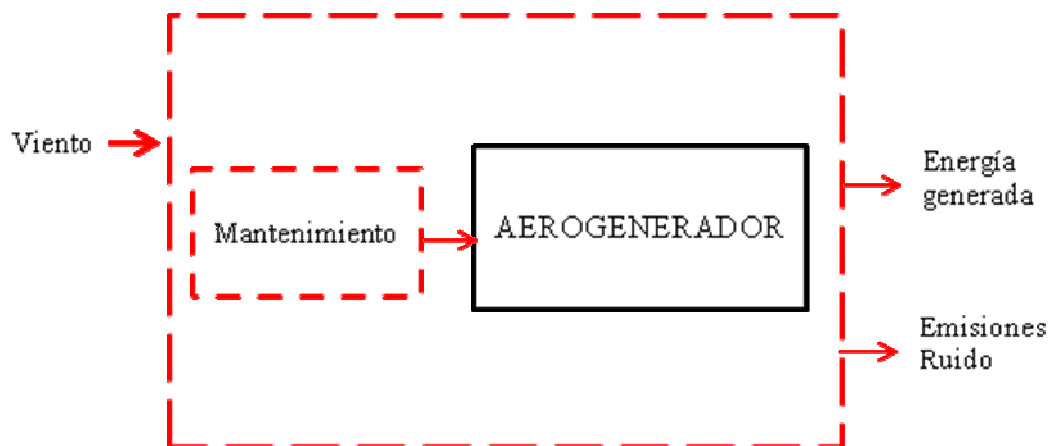 Viento
Mantenimiento
AEROGENERADOR
Energía
generada
Emisiones
Ruido